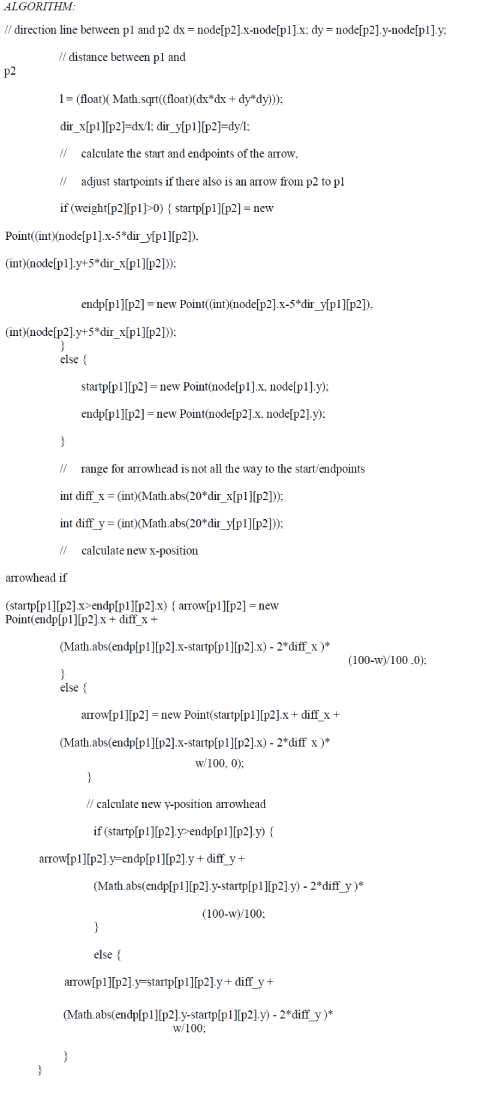 ALGORITHM:
// direction line between p1 and p2 dx = node[p2].x-node[p1].x; dy = node[p2].y-node[p1].y;
// distance between p1 and
p2
l = (float)( Math.sqrt((float)(dx*dx + dy*dy)));
dir_x[p1][p2]=dx/l; dir_y[p1][p2]=dy/l;
// calculate the start and endpoints of the arrow,
// adjust startpoints if there also is an arrow from p2 to p1
if (weight[p2][p1]>0) { startp[p1][p2] = new
Point((int)(node[p1].x-5*dir_y[p1][p2]),
(int)(node[p1].y+5*dir_x[p1][p2]));
endp[p1][p2] = new Point((int)(node[p2].x-5*dir_y[p1][p2]),
(int)(node[p2].y+5*dir_x[p1][p2]));
}
else {
startp[p1][p2] = new Point(node[p1].x, node[p1].y);
endp[p1][p2] = new Point(node[p2].x, node[p2].y);
}
// range for arrowhead is not all the way to the start/endpoints
int diff_x = (int)(Math.abs(20*dir_x[p1][p2]));
int diff_y = (int)(Math.abs(20*dir_y[p1][p2]));
// calculate new x-position
arrowhead if
(startp[p1][p2].x>endp[p1][p2].x) { arrow[p1][p2] = new
Point(endp[p1][p2].x + diff_x +
(Math.abs(endp[p1][p2].x-startp[p1][p2].x) - 2*diff_x )*
(100-w)/100 ,0);
}
else {
arrow[p1][p2] = new Point(startp[p1][p2].x + diff_x +
(Math.abs(endp[p1][p2].x-startp[p1][p2].x) - 2*diff_x )*
w/100, 0);
}
// calculate new y-position arrowhead
if (startp[p1][p2].y>endp[p1][p2].y) {
arrow[p1][p2].y=endp[p1][p2].y + diff_y +
(Math.abs(endp[p1][p2].y-startp[p1][p2].y) - 2*diff_y )*
(100-w)/100;
}
else {
arrow[p1][p2].y=startp[p1][p2].y + diff_y +
(Math.abs(endp[p1][p2].y-startp[p1][p2].y) - 2*diff_y )*
w/100;
}
}